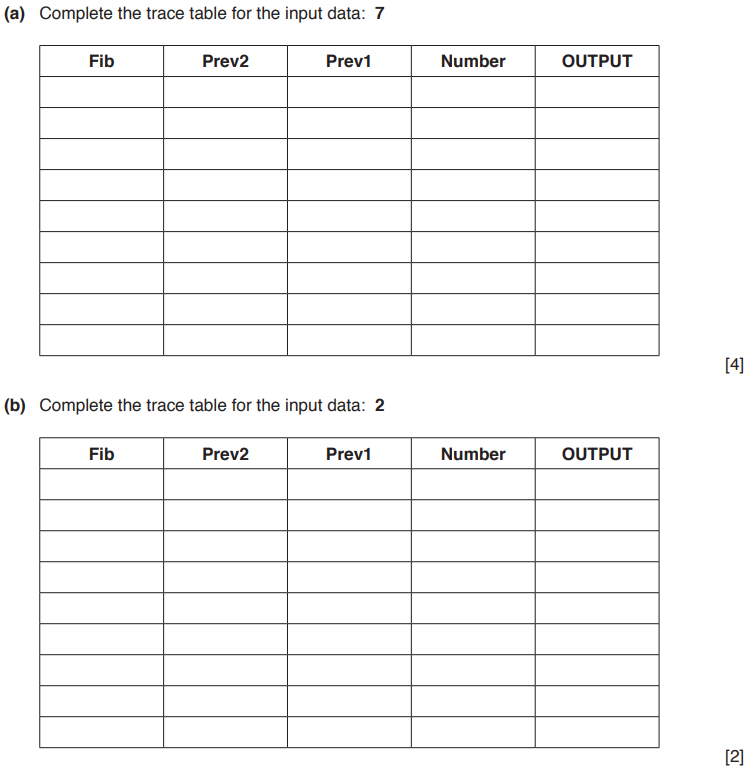 (a) Complete the trace table for the input data: 7
Fib Prev2 Prev1 Number OUTPUT
[4]
(b) Complete the trace table for the input data: 2
Fib Prev2 Prev1 Number OUTPUT
[2]